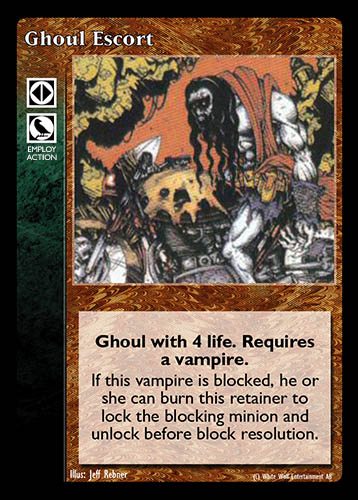 Ghoul Escort
EMPLOY
ACTION
Ghoul with 4 life. Requires
a vampire.
If this vampire is blocked, he or
she can burn this retainer to
lock the blocking minion and
unlock before block resolution.
Illus: Jeff Rebner
(C) White Wolf Entertainment AB